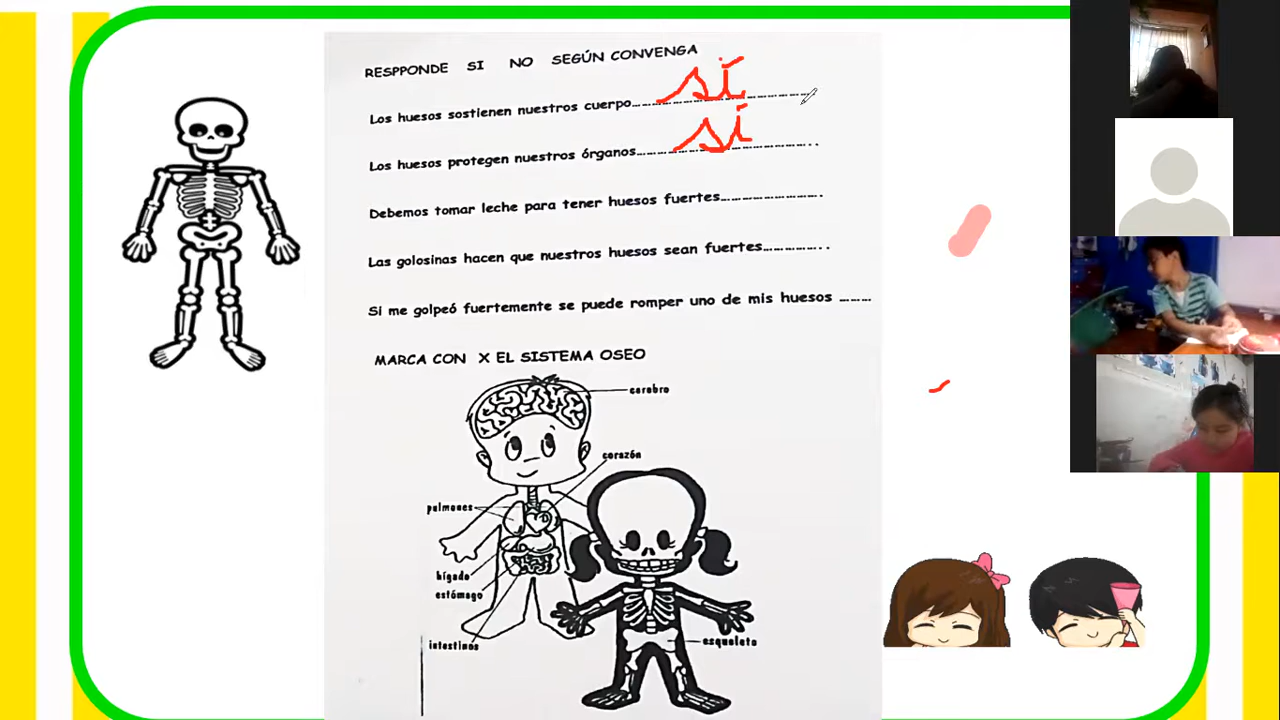 RESPPONDE SI NO SEGÚN CONVENGA
Los huesos sostienen nuestros cuerpo.................... sí
Los huesos protegen nuestros órganos.................... sí
Debemos tomar leche para tener huesos fuertes....................
Las golosinas hacen que nuestros huesos sean fuertes................
Si me golpeó fuertemente se puede romper uno de mis huesos .........
MARCA CON X EL SISTEMA OSEO
cerebro
corazón
pulmones
hígado
estómago
intestinos
esqueleto